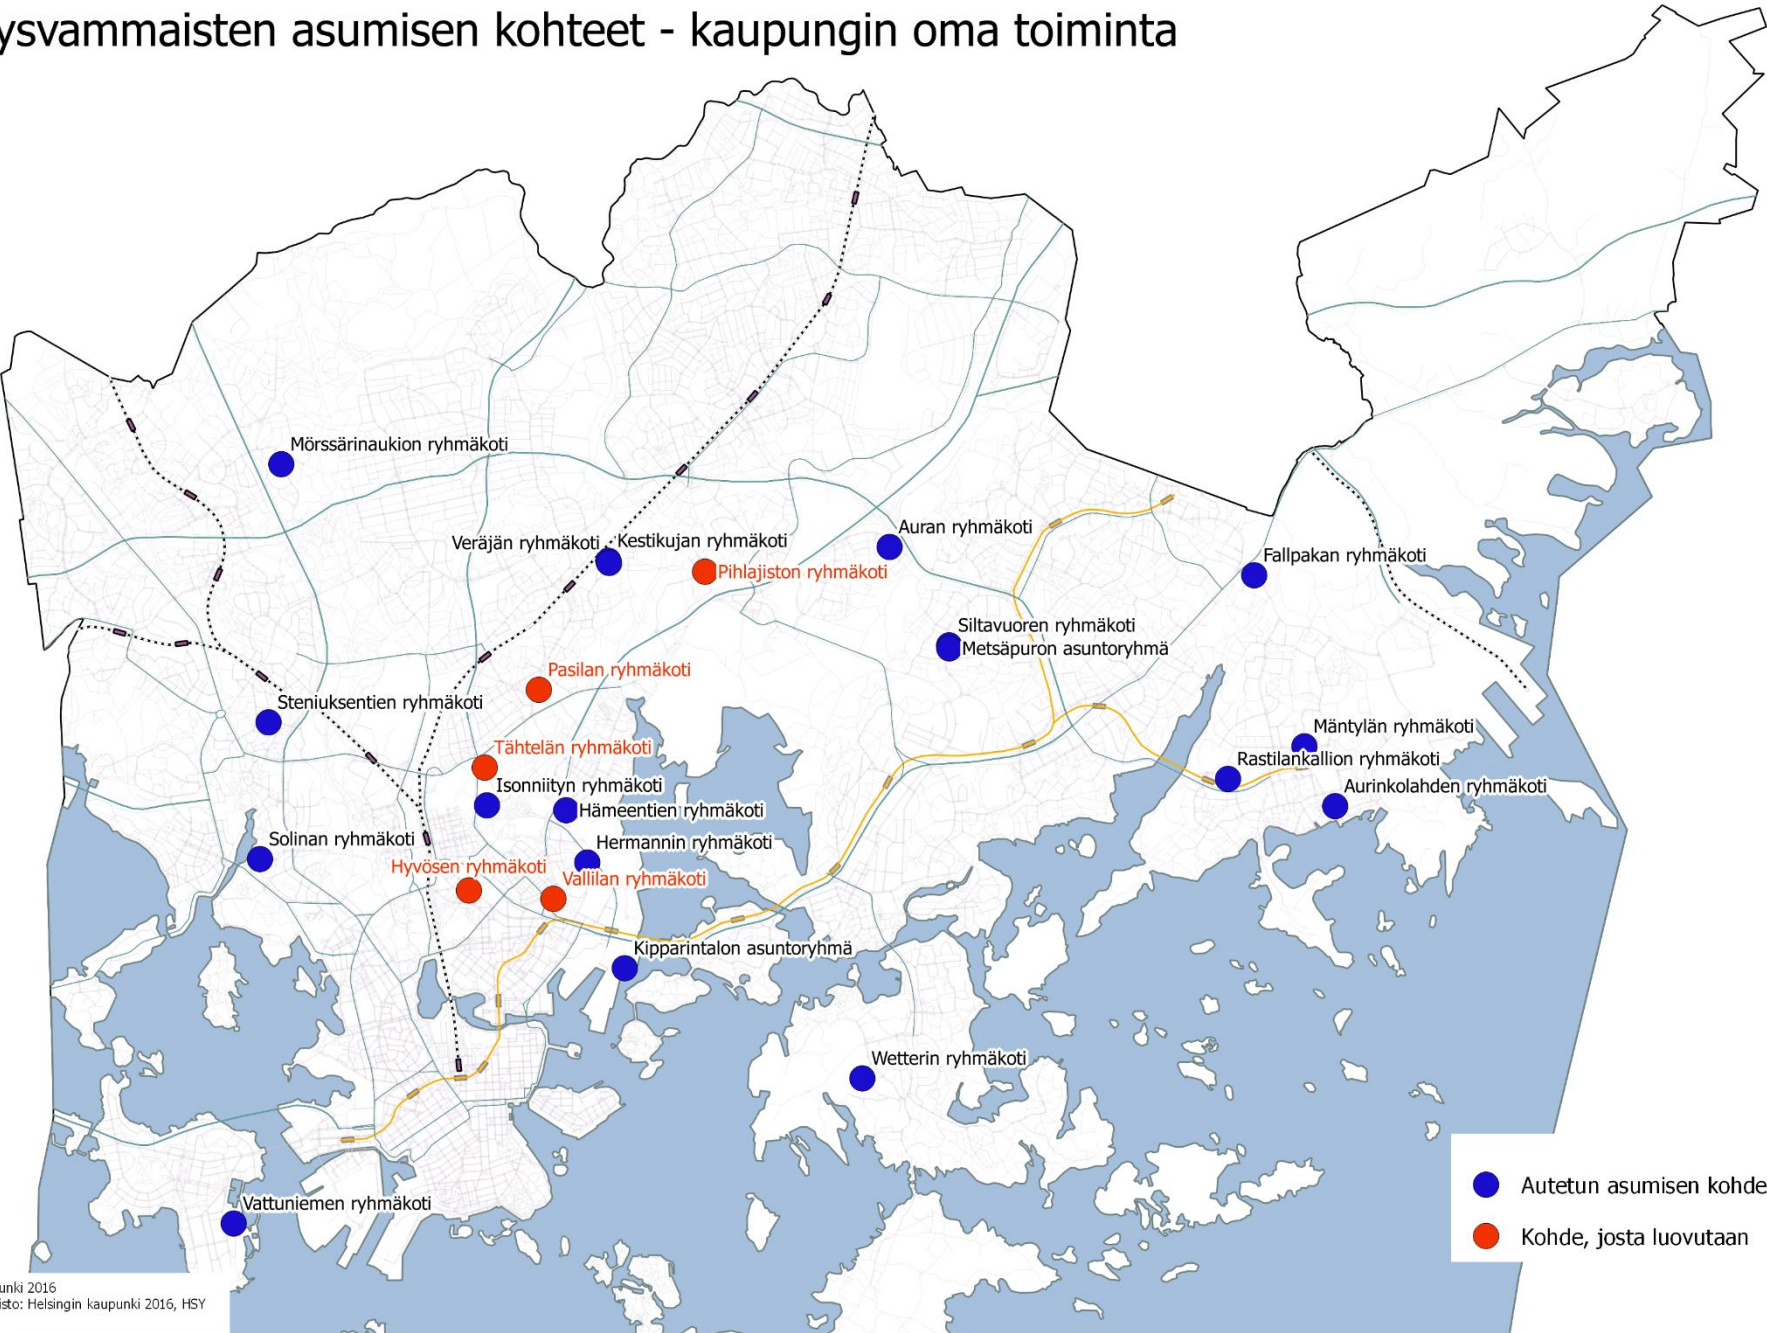 ysvammaisten asumisen kohteet - kaupungin oma toiminta
Mörssärinaukion ryhmäkoti
Veräjän ryhmäkoti
Kestikujan ryhmäkoti
Auran ryhmäkoti
Pihlajiston ryhmäkoti
Fallpakan ryhmäkoti
Siltavuoren ryhmäkoti
Metsäpuron asuntoryhmä
Pasilan ryhmäkoti
Steniuksentien ryhmäkoti
Mäntylän ryhmäkoti
Tähtelän ryhmäkoti
Rastilankallion ryhmäkoti
Isonniityn ryhmäkoti
Aurinkolahden ryhmäkoti
Hämeentien ryhmäkoti
Solinan ryhmäkoti
Hermannin ryhmäkoti
Hyvösen ryhmäkoti
Vallilan ryhmäkoti
Kipparintalon asuntoryhmä
Wetterin ryhmäkoti
Vattuniemen ryhmäkoti
Autetun asumisen kohde
Kohde, josta luovutaan
unki 2016
isto: Helsingin kaupunki 2016, HSY